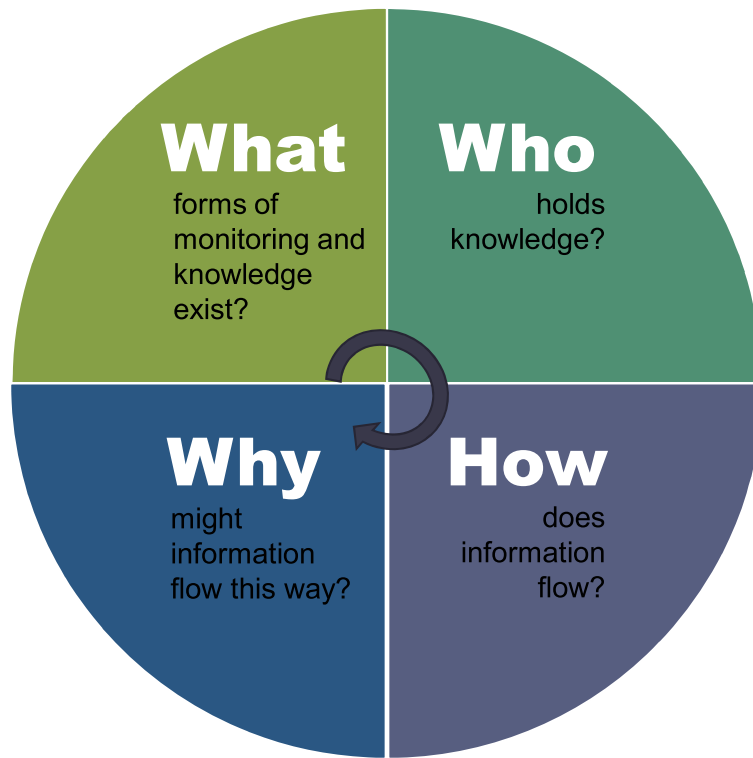 What
forms of
monitoring and
knowledge
exist?
Who
holds
knowledge?
Why
might
information
flow this way?
How
does
information
flow?